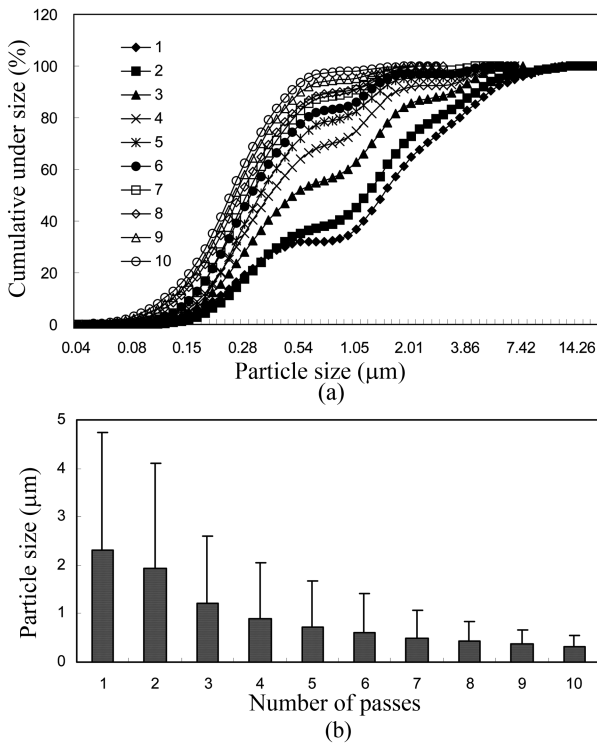 120
100
80
60
40
20
0
Cumulative under size (%)
1
2
3
4
5
6
7
8
9
10
0.04 0.08 0.15 0.28 0.54 1.05 2.01 3.86 7.42 14.26
Particle size (μm)
(a)
5
4
3
2
1
0
Particle size (μm)
1 2 3 4 5 6 7 8 9 10
Number of passes
(b)